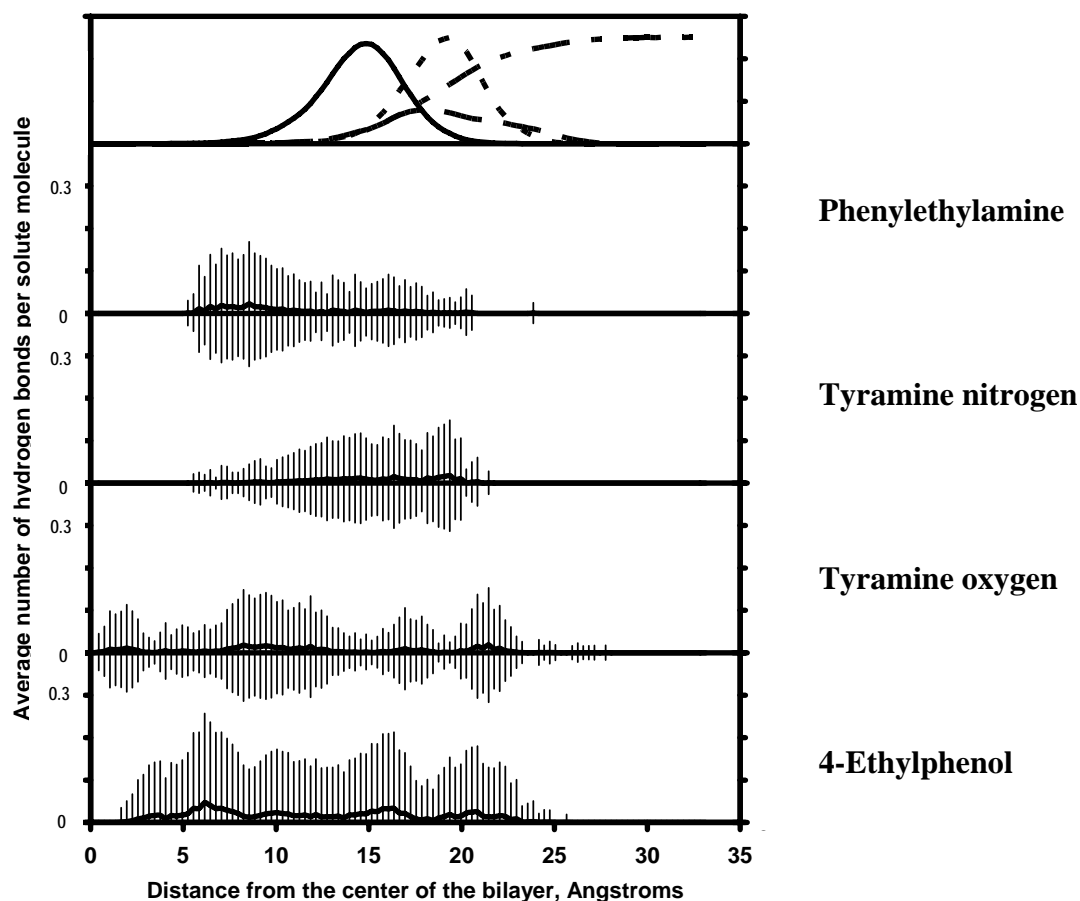 Average number of hydrogen bonds per solute molecule
0.3
Phenylethylamine
0
0.3
Tyramine nitrogen
0
0.3
Tyramine oxygen
0
0.3
4-Ethylphenol
0
0 5 10 15 20 25 30 35
Distance from the center of the bilayer, Angstroms